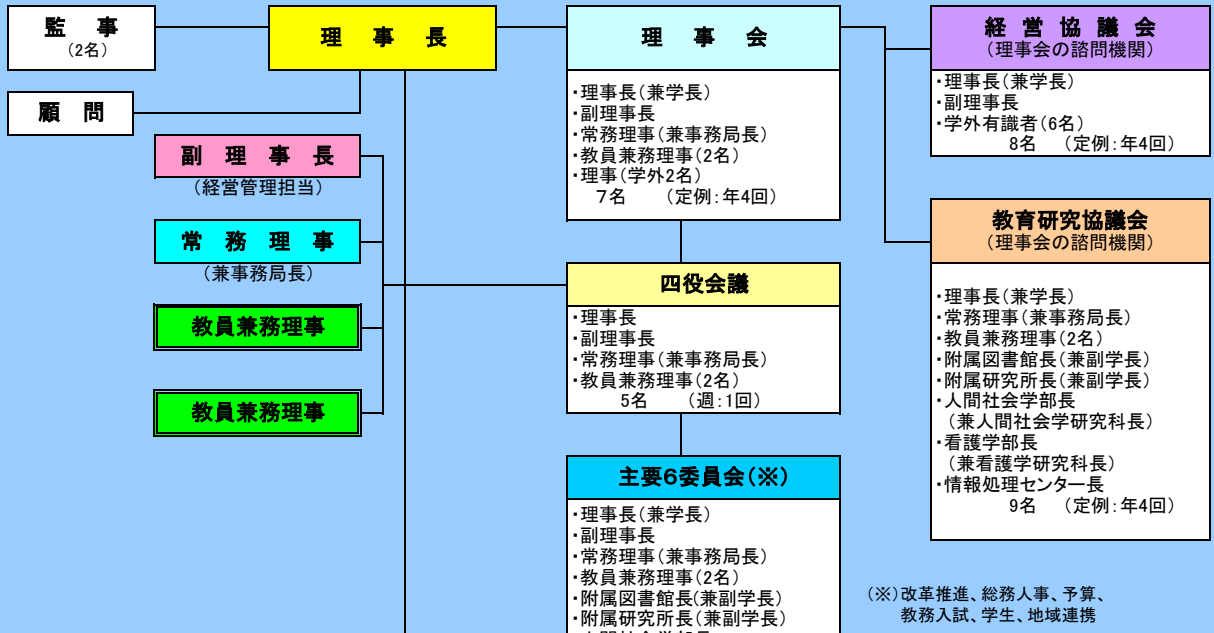 監 事
(2名)
顧 問
理 事 長
副 理 事 長
(経営管理担当)
常 務 理 事
(兼事務局長)
教員兼務理事
教員兼務理事
理 事 会
・理事長(兼学長)
・副理事長
・常務理事(兼事務局長)
・教員兼務理事(2名)
・理事(学外2名)
7名 (定例:年4回)
四役会議
・理事長
・副理事長
・常務理事(兼事務局長)
・教員兼務理事(2名)
5名 (週:1回)
主要6委員会(※)
・理事長(兼学長)
・副理事長
・常務理事(兼事務局長)
・教員兼務理事(2名)
・附属図書館長(兼副学長)
・附属研究所長(兼副学長)
経 営 協 議 会
(理事会の諮問機関)
・理事長(兼学長)
・副理事長
・学外有識者(6名)
8名 (定例:年4回)
教育研究協議会
(理事会の諮問機関)
・理事長(兼学長)
・常務理事(兼事務局長)
・教員兼務理事(2名)
・附属図書館長(兼副学長)
・附属研究所長(兼副学長)
・人間社会学部長
(兼人間社会学研究科長)
・看護学部長
(兼看護学研究科長)
・情報処理センター長
9名 (定例:年4回)
(※)改革推進、総務人事、予算、
教務入試、学生、地域連携